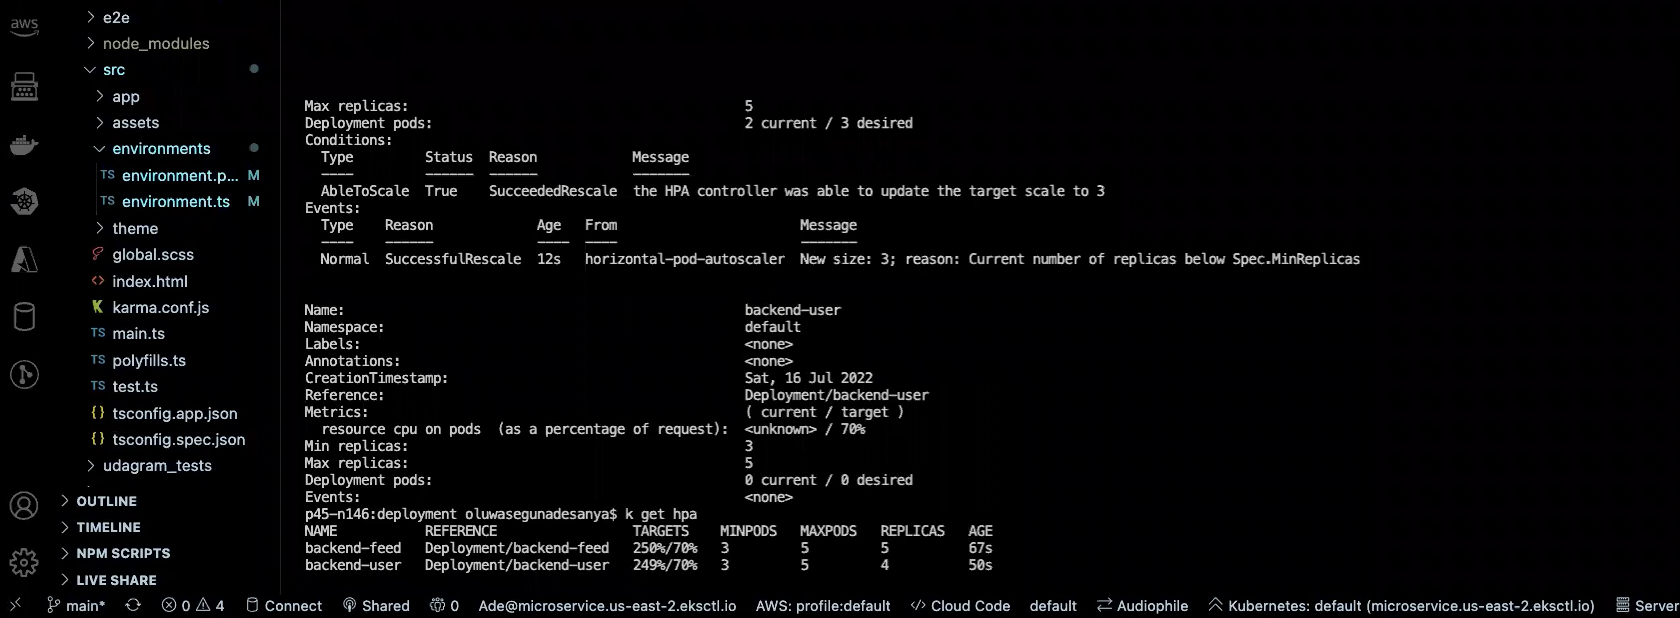 aws
e2e
node_modules
src
app
assets
environments
TS environment.p... M
TS environment.ts M
theme
global.scss
<> index.html
K karma.conf.js
TS main.ts
TS polyfills.ts
TS test.ts
{} tsconfig.app.json
{} tsconfig.spec.json
udagram_tests
OUTLINE
TIMELINE
NPM SCRIPTS
LIVE SHARE
Max replicas: 5
Deployment pods: 2 current / 3 desired
Conditions:
Type Status Reason Message
---- ------ ------ -------
AbleToScale True SucceededRescale the HPA controller was able to update the target scale to 3
Events:
Type Reason Age From Message
---- ------ ---- ---- -------
Normal SuccessfulRescale 12s horizontal-pod-autoscaler New size: 3; reason: Current number of replicas below Spec.MinReplicas
Name: backend-user
Namespace: default
Labels: <none>
Annotations: <none>
CreationTimestamp: Sat, 16 Jul 2022
Reference: Deployment/backend-user
Metrics: ( current / target )
resource cpu on pods (as a percentage of request): <unknown> / 70%
Min replicas: 3
Max replicas: 5
Deployment pods: 0 current / 0 desired
Events: <none>
p45-n146:deployment oluwasegunadesanya$ k get hpa
NAME REFERENCE TARGETS MINPODS MAXPODS REPLICAS AGE
backend-feed Deployment/backend-feed 250%/70% 3 5 5 67s
backend-user Deployment/backend-user 249%/70% 3 5 4 50s
main* 0 4 Connect Shared 0 Ade@microservice.us-east-2.eksctl.io AWS: profile:default </> Cloud Code default Audiophile Kubernetes: default (microservice.us-east-2.eksctl.io) Server